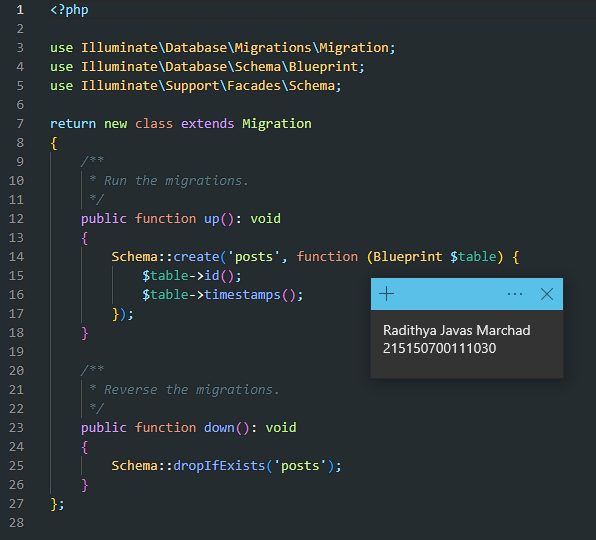 1 <?php
2
3 use Illuminate\Database\Migrations\Migration;
4 use Illuminate\Database\Schema\Blueprint;
5 use Illuminate\Support\Facades\Schema;
6
7 return new class extends Migration
8 {
9     /**
10      * Run the migrations.
11      */
12     public function up(): void
13     {
14         Schema::create('posts', function (Blueprint $table) {
15             $table->id();
16             $table->timestamps();
17         });
18     }
19
20     /**
21      * Reverse the migrations.
22      */
23     public function down(): void
24     {
25         Schema::dropIfExists('posts');
26     }
27 };
28
Radithya Javas Marchad
215150700111030